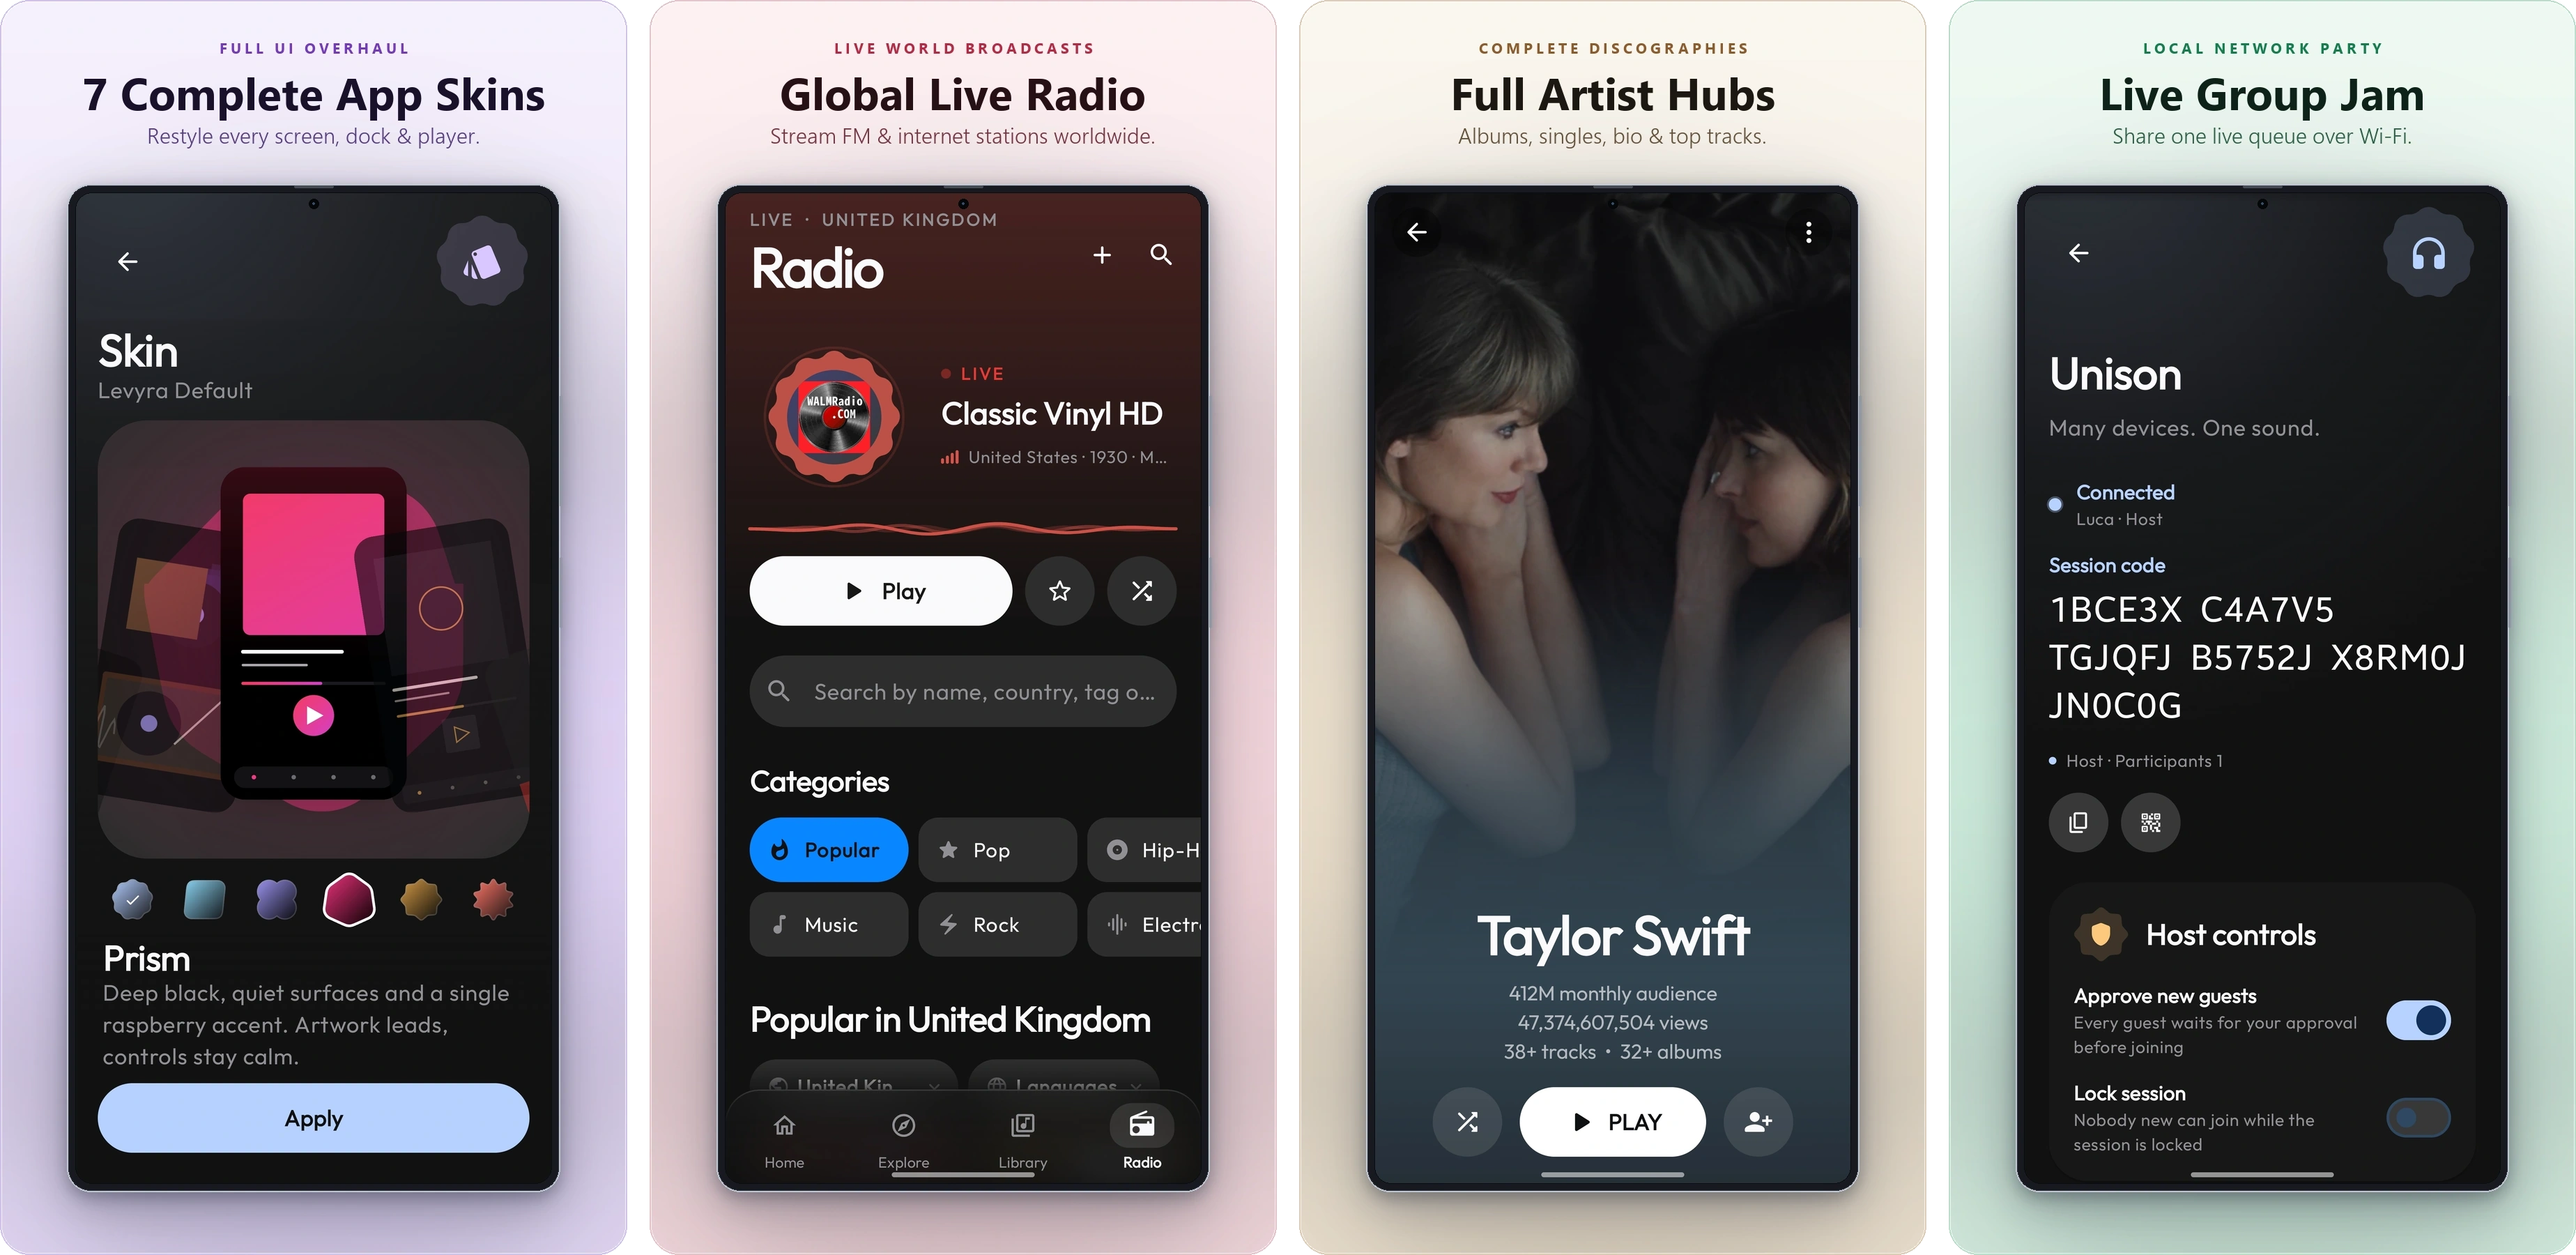 FULL UI OVERHAUL
7 Complete App Skins
Restyle every screen, dock & player.
Skin
Levyra Default
Prism
Deep black, quiet surfaces and a single
raspberry accent. Artwork leads,
controls stay calm.
Apply
LIVE WORLD BROADCASTS
Global Live Radio
Stream FM & internet stations worldwide.
LIVE · UNITED KINGDOM
Radio
WALMRadio
.COM
LIVE
Classic Vinyl HD
United States · 1930 · M...
Play
Search by name, country, tag o...
Categories
Popular
Pop
Hip-H
Music
Rock
Electr
Popular in United Kingdom
United Kin
Languages
Home
Explore
Library
Radio
COMPLETE DISCOGRAPHIES
Full Artist Hubs
Albums, singles, bio & top tracks.
Taylor Swift
412M monthly audience
47,374,607,504 views
38+ tracks • 32+ albums
PLAY
LOCAL NETWORK PARTY
Live Group Jam
Share one live queue over Wi-Fi.
Unison
Many devices. One sound.
Connected
Luca · Host
Session code
1BCE3X C4A7V5
TGJQFJ B5752J X8RM0J
JN0C0G
Host · Participants 1
Host controls
Approve new guests
Every guest waits for your approval
before joining
Lock session
Nobody new can join while the
session is locked